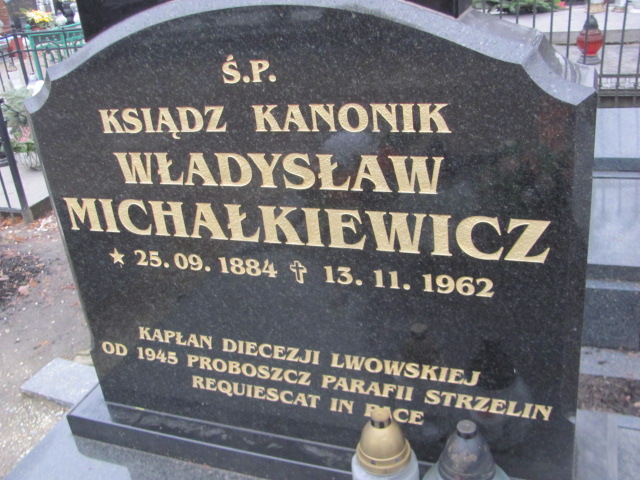 Ś.P.
KSIĄDZ KANONIK
WŁADYSŁAW
MICHAŁKIEWICZ
★ 25.09.1884 ✝ 13.11.1962
KAPŁAN DIECEZJI LWOWSKIEJ
OD 1945 PROBOSZCZ PARAFII STRZELIN
REQUIESCAT IN PACE